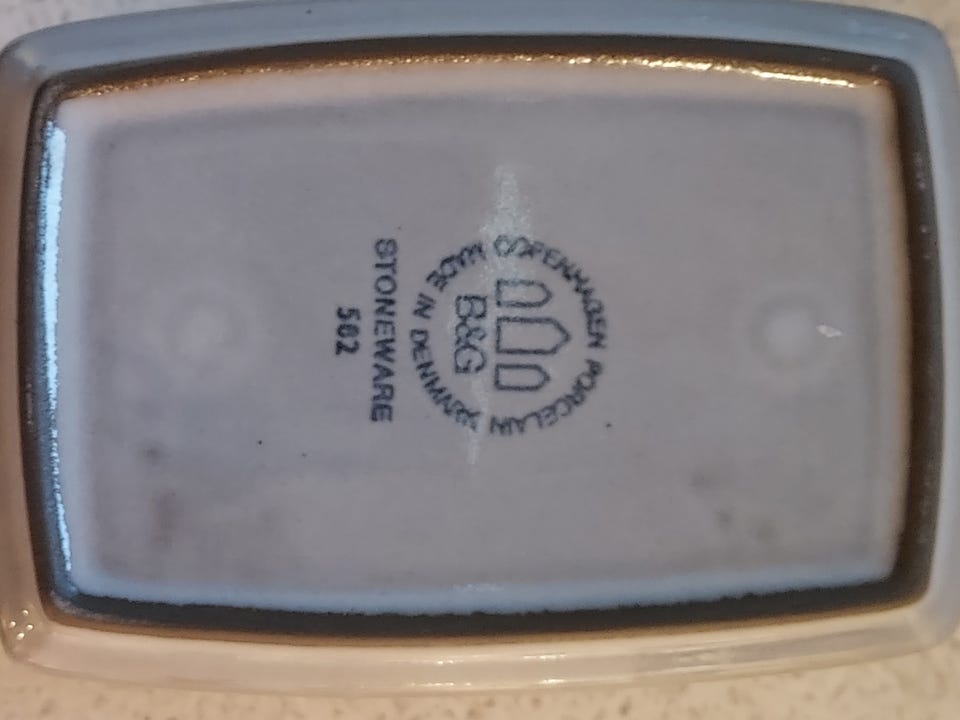 COPENHAGEN PORCELAIN
B&G
MADE IN DENMARK
STONEWARE
502